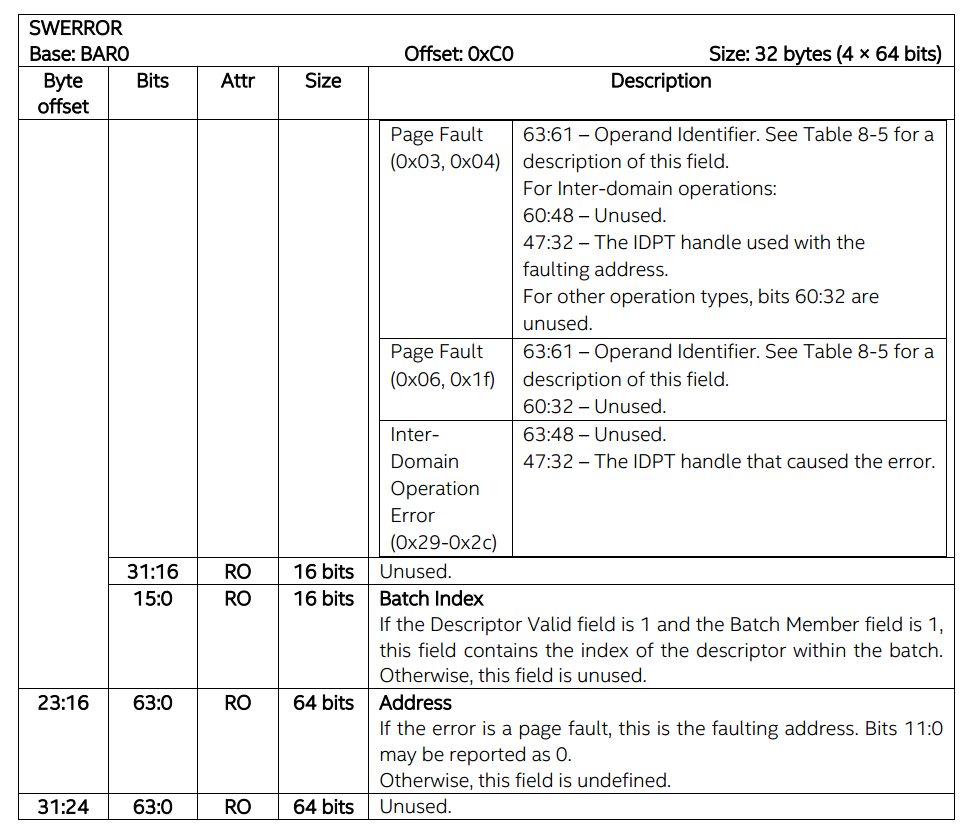 SWERROR
Base: BAR0 Offset: 0xC0 Size: 32 bytes (4 × 64 bits)
Byte offset Bits Attr Size Description
Page Fault (0x03, 0x04)
63:61 – Operand Identifier. See Table 8-5 for a
description of this field.
For Inter-domain operations:
60:48 – Unused.
47:32 – The IDPT handle used with the
faulting address.
For other operation types, bits 60:32 are
unused.
Page Fault (0x06, 0x1f)
63:61 – Operand Identifier. See Table 8-5 for a
description of this field.
60:32 – Unused.
Inter-
Domain
Operation
Error
(0x29-0x2c)
63:48 – Unused.
47:32 – The IDPT handle that caused the error.
31:16 RO 16 bits Unused.
15:0 RO 16 bits Batch Index
If the Descriptor Valid field is 1 and the Batch Member field is 1,
this field contains the index of the descriptor within the batch.
Otherwise, this field is unused.
23:16 63:0 RO 64 bits Address
If the error is a page fault, this is the faulting address. Bits 11:0
may be reported as 0.
Otherwise, this field is undefined.
31:24 63:0 RO 64 bits Unused.